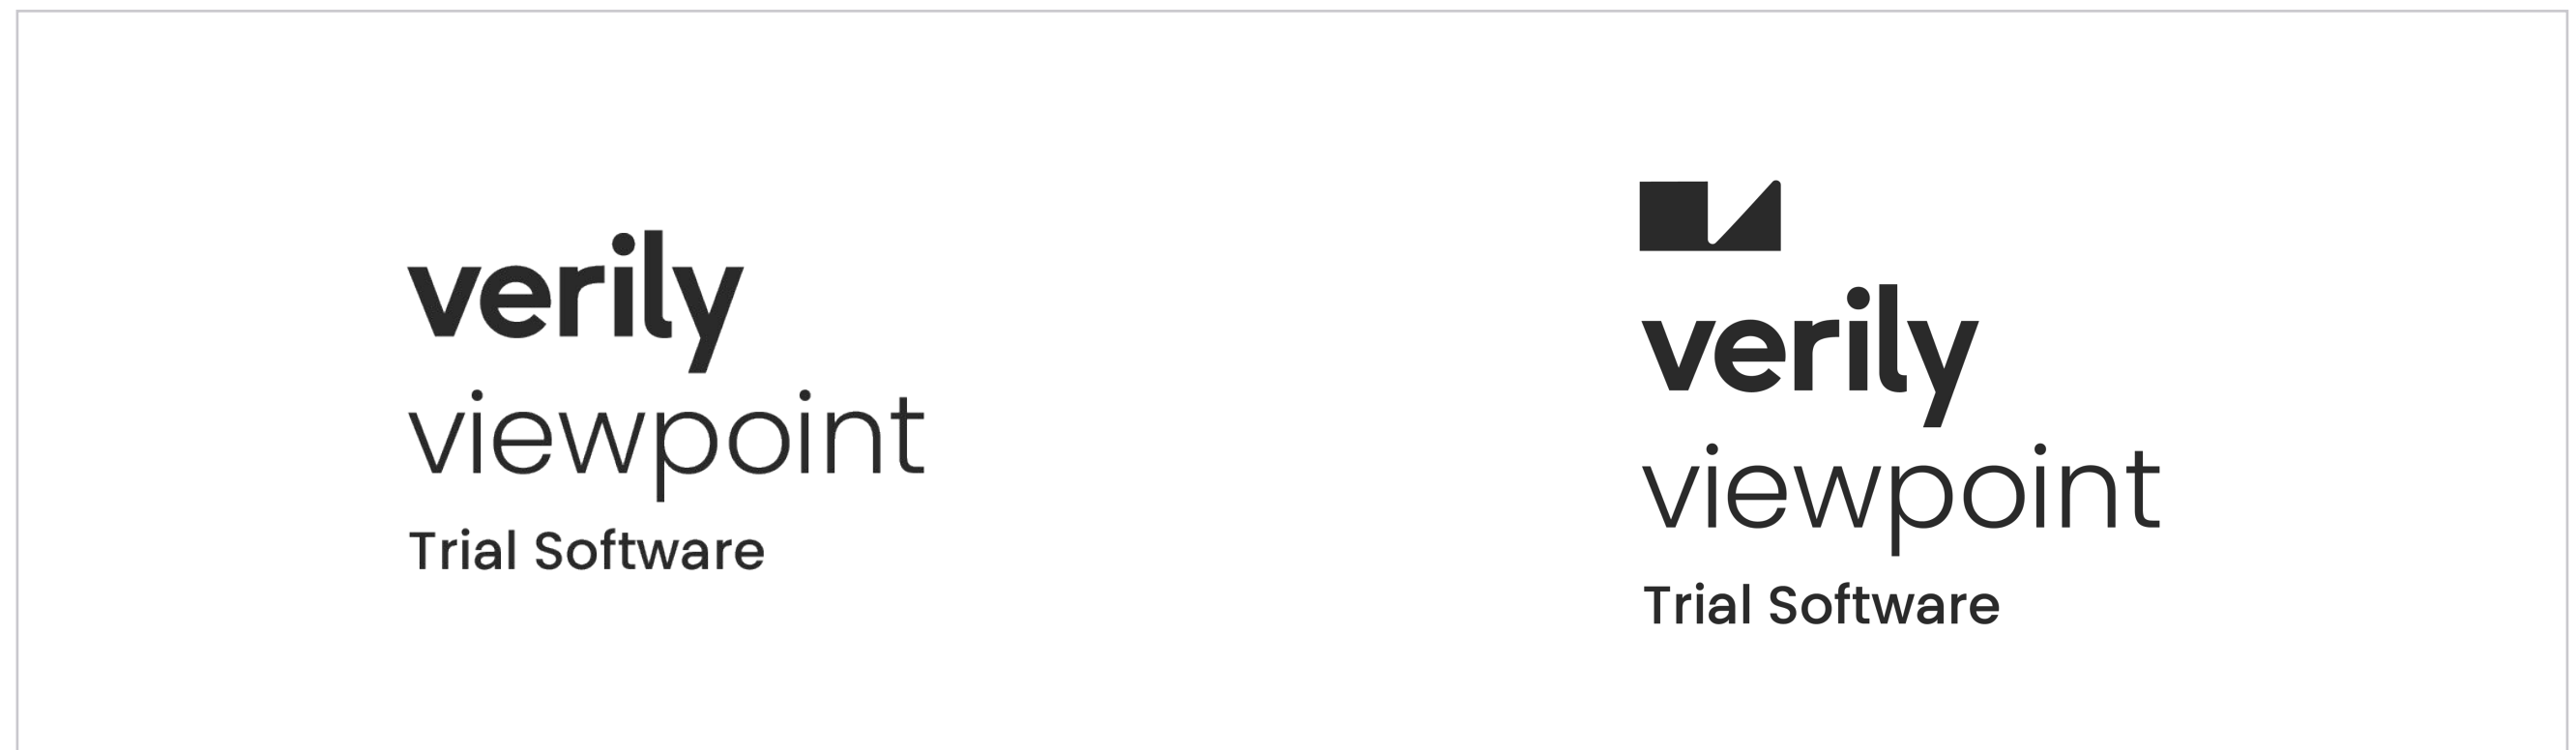 verily
viewpoint
Trial Software
verily
viewpoint
Trial Software